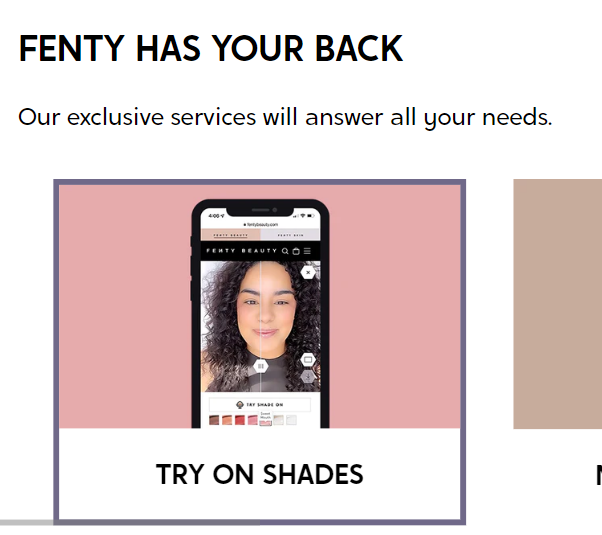 FENTY HAS YOUR BACK
Our exclusive services will answer all your needs.
4:00
fentybeauty.com
FENTY BEAUTY FENTY SKIN
FENTY BEAUTY
TRY SHADE ON
TRY ON SHADES